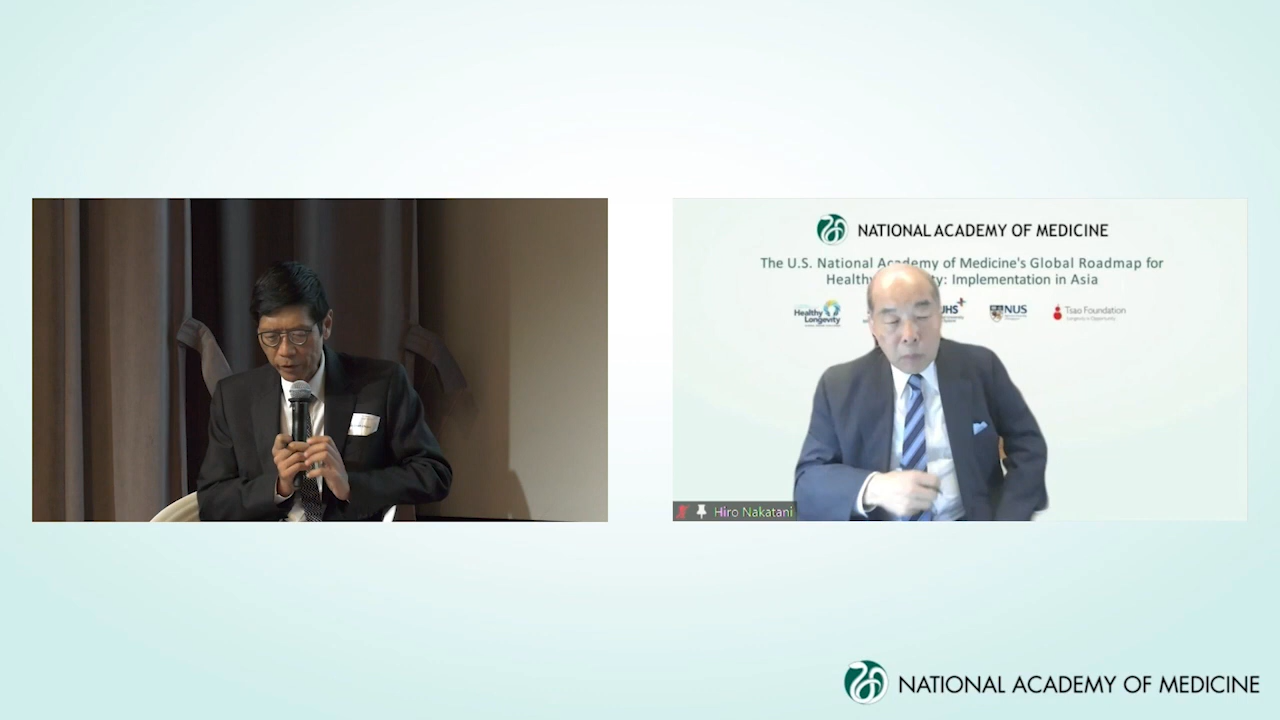 NATIONAL ACADEMY OF MEDICINE
The U.S. National Academy of Medicine's Global Roadmap for
Healthy : Implementation in Asia
Healthy
Longevity
NUS
Tsao Foundation
Hiro Nakatani
NATIONAL ACADEMY OF MEDICINE